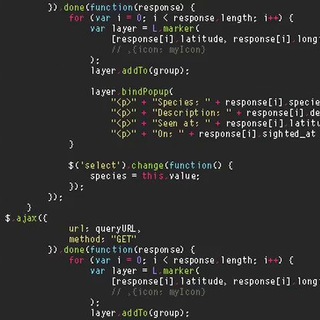 }).done(function(response) {
for (var i = 0; i < response.length; i++) {
var layer = L.marker(
[response[i].latitude, response[i].long
// ,{icon: myIcon}
);
layer.addTo(group);
layer.bindPopup(
"<p>" + "Species: " + response[i].specie
"<p>" + "Description: " + response[i].de
"<p>" + "Seen at: " + response[i].latitu
"<p>" + "On: " + response[i].sighted_at
}
$('select').change(function() {
species = this.value;
});
});
}
$.ajax({
url: queryURL,
method: "GET"
}).done(function(response) {
for (var i = 0; i < response.length; i++) {
var layer = L.marker(
[response[i].latitude, response[i].long
// ,{icon: myIcon}
);
layer.addTo(group);